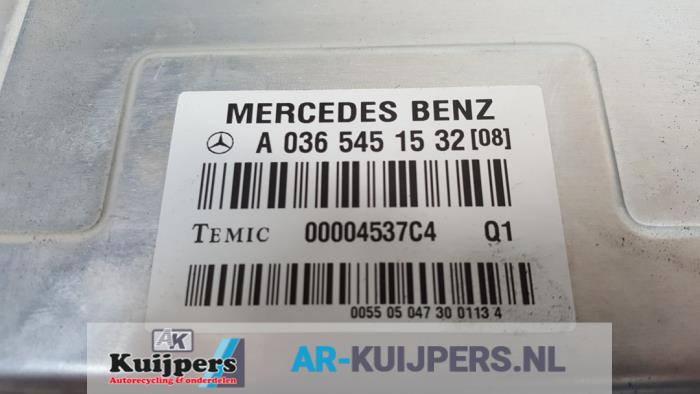 MERCEDES BENZ
A 036 545 15 32 [08]
TEMIC 00004537C4 Q1
0055 05 047 30 0113 4
AK
Kuijpers
Autorecycling & onderdelen
AR-KUIJPERS.NL